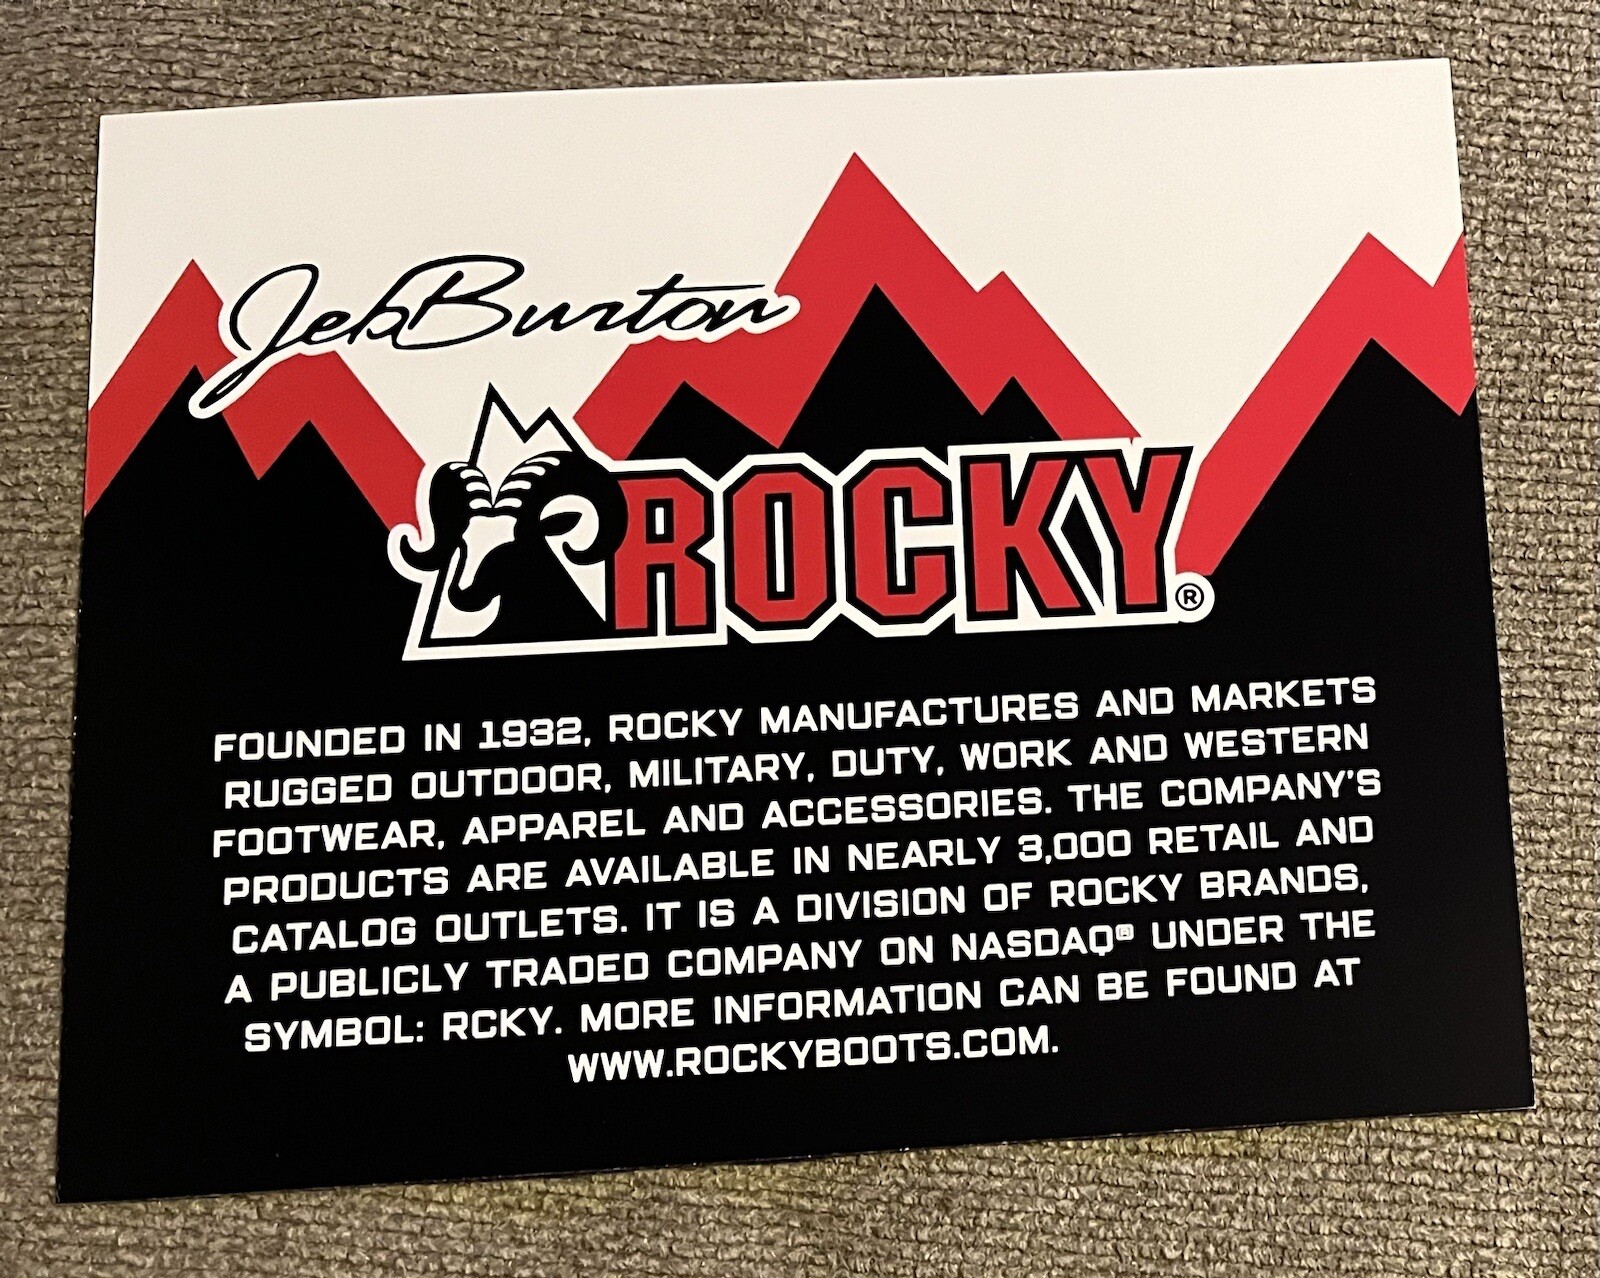 Jeb Burton
ROCKY®
FOUNDED IN 1932, ROCKY MANUFACTURES AND MARKETS
RUGGED OUTDOOR, MILITARY, DUTY, WORK AND WESTERN
FOOTWEAR, APPAREL AND ACCESSORIES. THE COMPANY'S
PRODUCTS ARE AVAILABLE IN NEARLY 3,000 RETAIL AND
CATALOG OUTLETS. IT IS A DIVISION OF ROCKY BRANDS,
A PUBLICLY TRADED COMPANY ON NASDAQ® UNDER THE
SYMBOL: RCKY. MORE INFORMATION CAN BE FOUND AT
WWW.ROCKYBOOTS.COM.